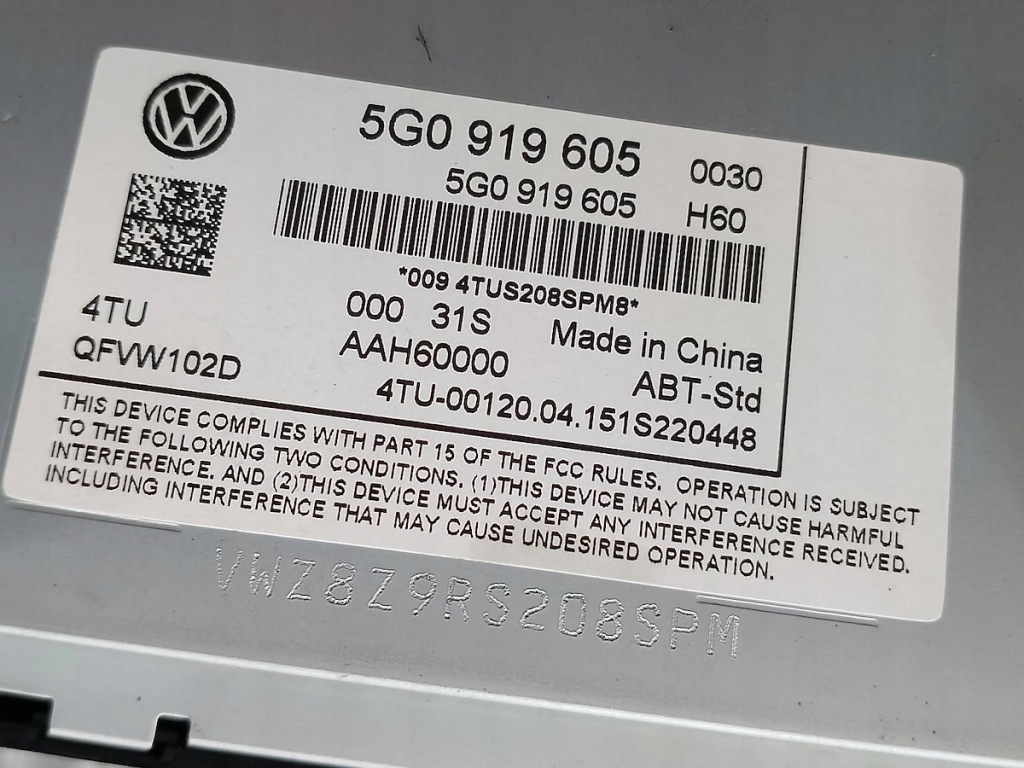 5G0 919 605 0030
5G0 919 605 H60
*009 4TUS208SPM8*
4TU 000 31S Made in China
QFVW102D AAH60000 ABT-Std
4TU-00120.04.151S220448
THIS DEVICE COMPLIES WITH PART 15 OF THE FCC RULES. OPERATION IS SUBJECT
TO THE FOLLOWING TWO CONDITIONS. (1)THIS DEVICE MAY NOT CAUSE HARMFUL
INTERFERENCE. AND (2)THIS DEVICE MUST ACCEPT ANY INTERFERENCE RECEIVED.
INCLUDING INTERFERENCE THAT MAY CAUSE UNDESIRED OPERATION.
VWZ8Z9RS208SPM